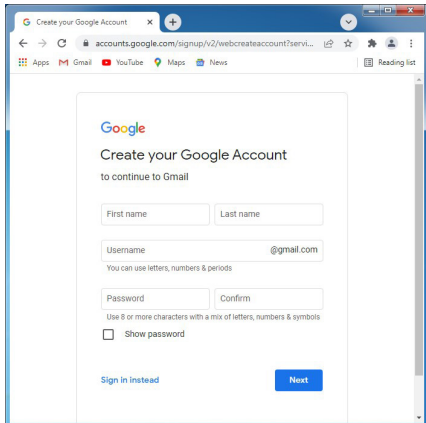 Create your Google Account
accounts.google.com/signup/v2/webcreateaccount?servi...
Apps Gmail YouTube Maps News Reading list
Google
Create your Google Account
to continue to Gmail
First name Last name
Username @gmail.com
You can use letters, numbers & periods
Password Confirm
Use 8 or more characters with a mix of letters, numbers & symbols
Show password
Sign in instead Next